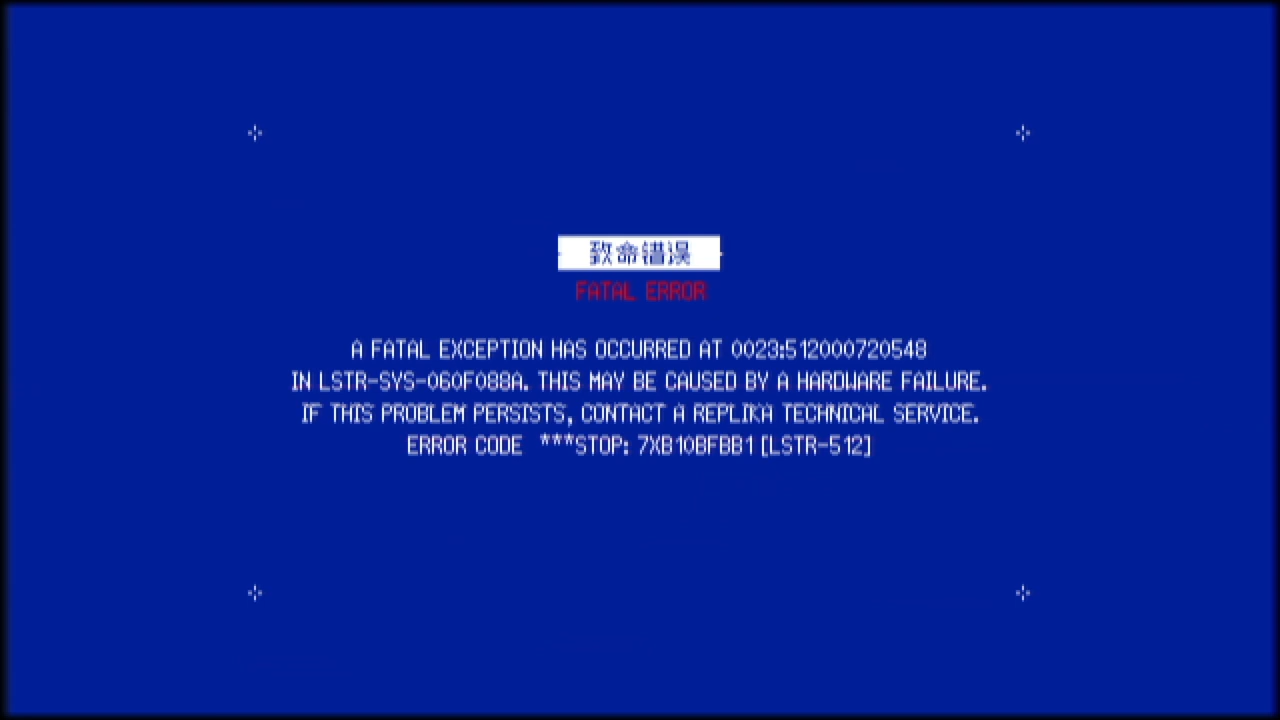 致命错误
FATAL ERROR
A FATAL EXCEPTION HAS OCCURRED AT 0023:512000720548
IN LSTR-SYS-060F088A. THIS MAY BE CAUSED BY A HARDWARE FAILURE.
IF THIS PROBLEM PERSISTS, CONTACT A REPLIKA TECHNICAL SERVICE.
ERROR CODE ***STOP: 7XB10BFBB1 [LSTR-512]